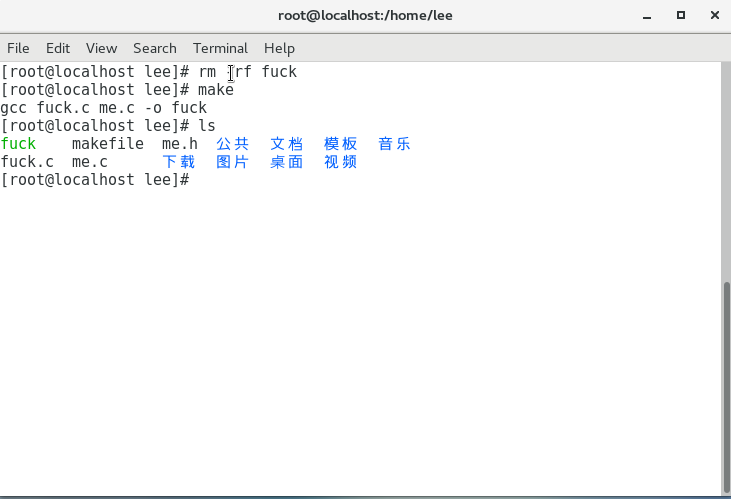 root@localhost:/home/lee
File Edit View Search Terminal Help
[root@localhost lee]# rm -rf fuck
[root@localhost lee]# make
gcc fuck.c me.c -o fuck
[root@localhost lee]# ls
fuck makefile me.h 公共 文档 模板 音乐
fuck.c me.c 下载 图片 桌面 视频
[root@localhost lee]#